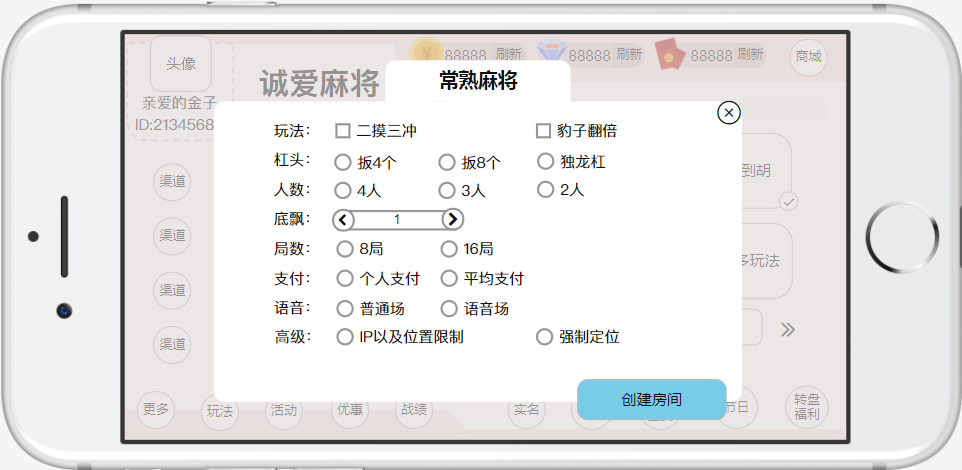 头像
¥ 88888 刷新
88888 刷新
88888 刷新
商城
诚爱麻将
常熟麻将
亲爱的金子
ID:2134568
玩法： 二摸三冲 豹子翻倍
杠头： 扳4个 扳8个 独龙杠
人数： 4人 3人 2人
底飘： 1
局数： 8局 16局
支付： 个人支付 平均支付
语音： 普通场 语音场
高级： IP以及位置限制 强制定位
创建房间
渠道
渠道
渠道
渠道
到胡
多玩法
更多
玩法
活动
优惠
战绩
实名
节日
转盘
福利